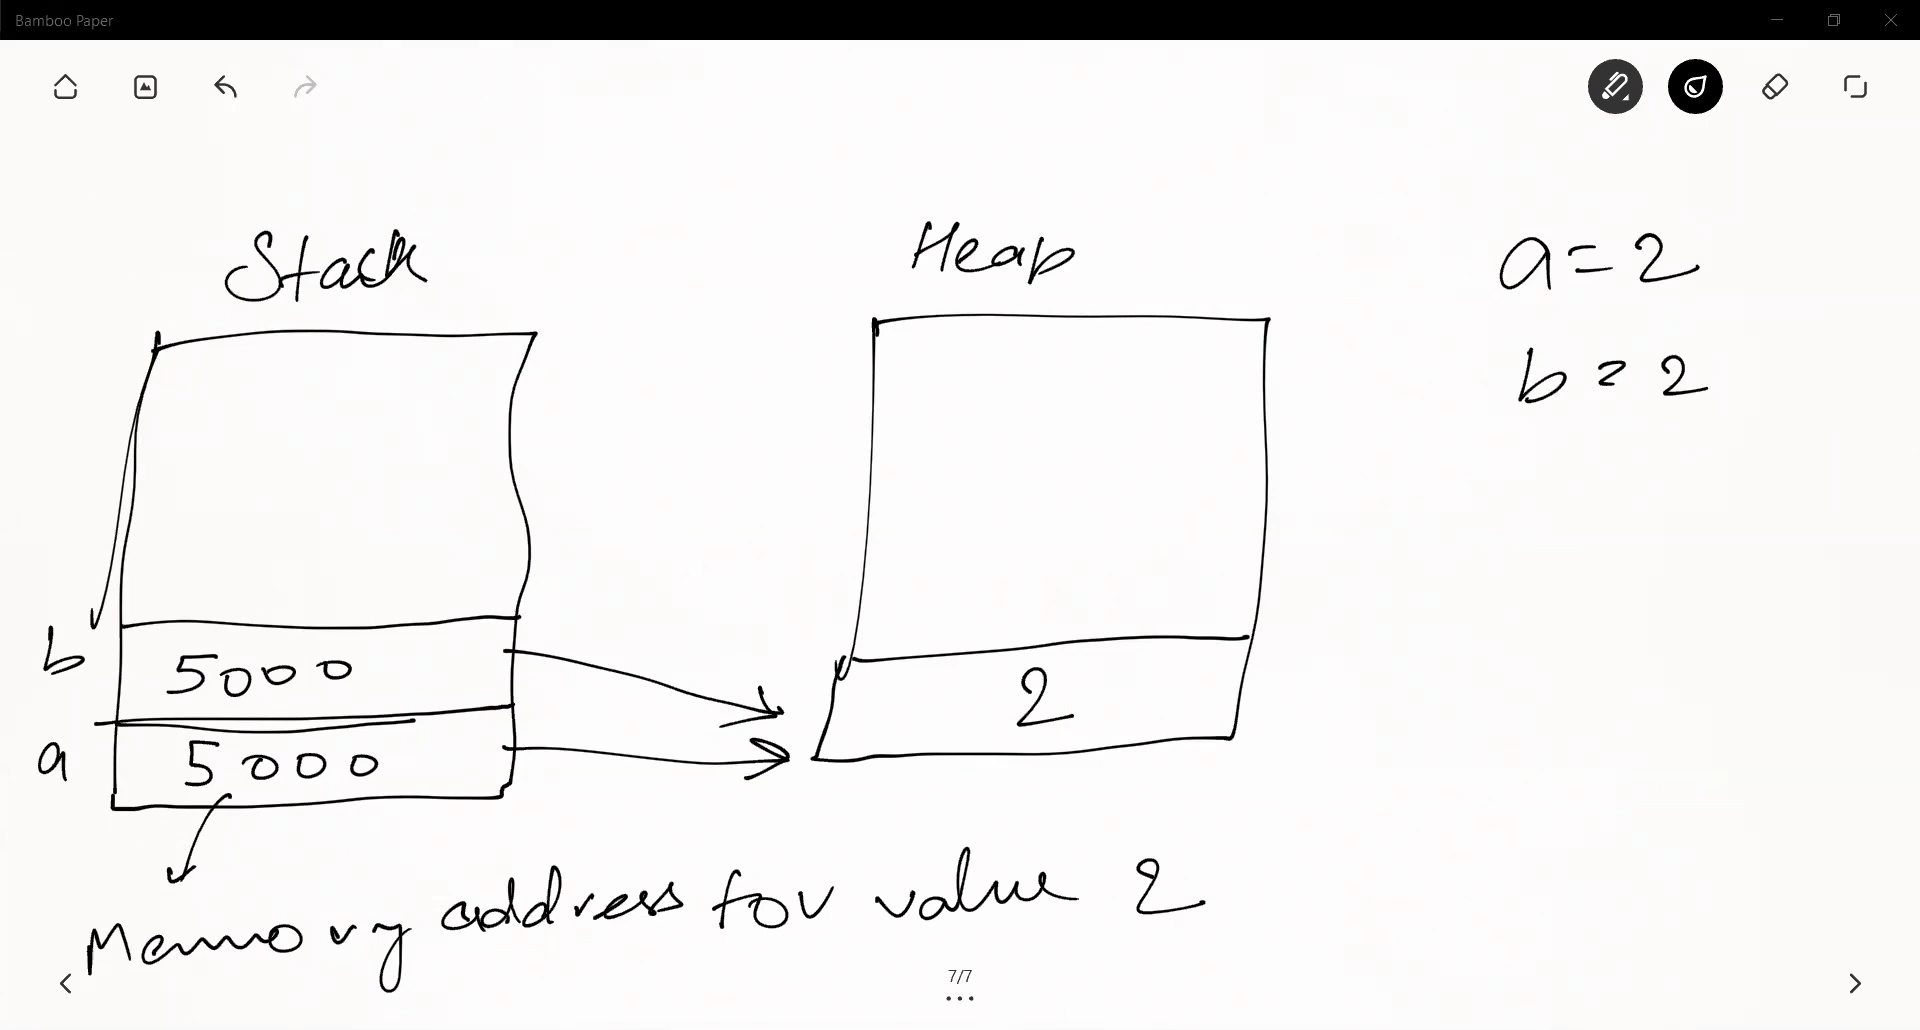 Bamboo Paper
Stack
Heap
a = 2
b = 2
b 5000
2
a 5000
Memory address for value 2
7/7